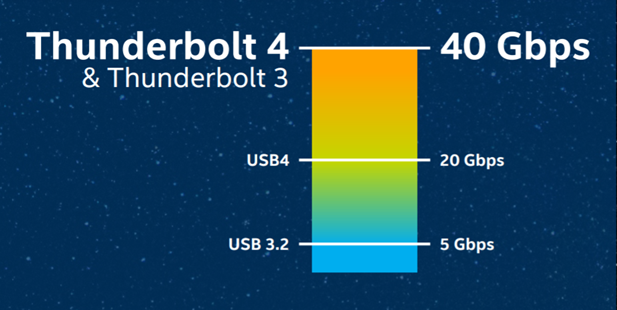 Thunderbolt 4 40 Gbps
& Thunderbolt 3
USB4 20 Gbps
USB 3.2 5 Gbps